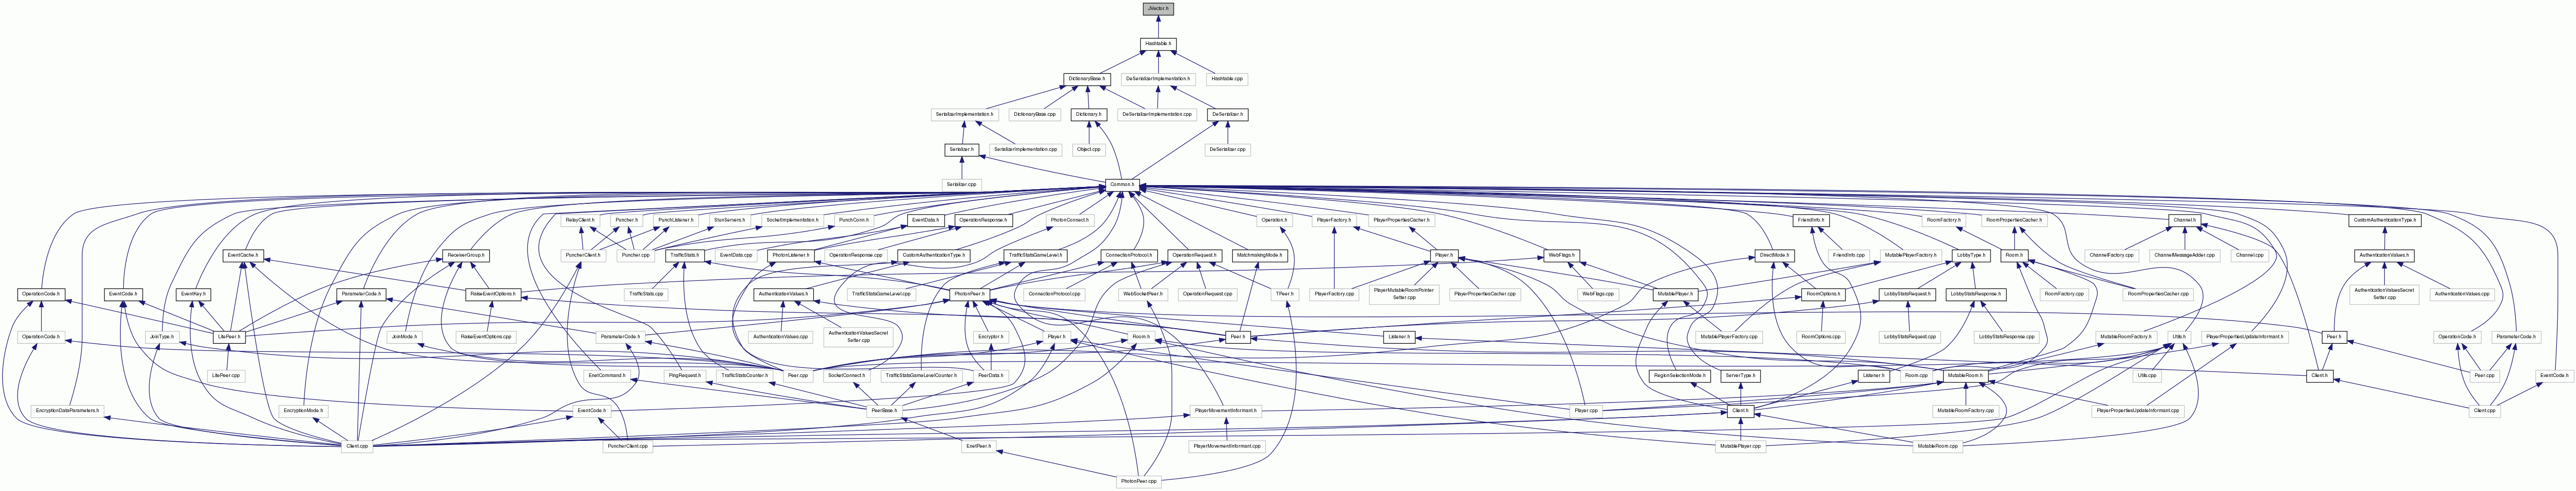 JVector.h
Hashtable.h
DictionaryBase.h
DeSerializerImplementation.h
Hashtable.cpp
SerializerImplementation.h
DictionaryBase.cpp
Dictionary.h
DeSerializerImplementation.cpp
DeSerializer.h
Serializer.h
SerializerImplementation.cpp
Object.cpp
DeSerializer.cpp
Serializer.cpp
Common.h
RelayClient.h
Puncher.h
PunchListener.h
StunServers.h
SocketImplementation.h
PunchConn.h
EventData.h
OperationResponse.h
PhotonConnect.h
Operation.h
PlayerFactory.h
PlayerPropertiesCacher.h
FriendInfo.h
RoomFactory.h
RoomPropertiesCacher.h
Channel.h
CustomAuthenticationType.h
EventCache.h
ReceiverGroup.h
PuncherClient.h
Puncher.cpp
TrafficStats.h
EventData.cpp
PhotonListener.h
OperationResponse.cpp
CustomAuthenticationType.h
TrafficStatsGameLevel.h
ConnectionProtocol.h
OperationRequest.h
MatchmakingMode.h
Player.h
WebFlags.h
DirectMode.h
FriendInfo.cpp
MutablePlayerFactory.h
LobbyType.h
Room.h
ChannelFactory.cpp
ChannelMessageAdder.cpp
Channel.cpp
AuthenticationValues.h
OperationCode.h
EventCode.h
EventKey.h
ParameterCode.h
RaiseEventOptions.h
TrafficStats.cpp
AuthenticationValues.h
TrafficStatsGameLevel.cpp
PhotonPeer.h
ConnectionProtocol.cpp
WebSocketPeer.h
OperationRequest.cpp
TPeer.h
PlayerFactory.cpp
PlayerMutableRoomPointer
Setter.cpp
PlayerPropertiesCacher.cpp
WebFlags.cpp
MutablePlayer.h
RoomOptions.h
LobbyStatsRequest.h
LobbyStatsResponse.h
RoomFactory.cpp
RoomPropertiesCacher.cpp
AuthenticationValuesSecret
Setter.cpp
AuthenticationValues.cpp
OperationCode.h
JoinType.h
LitePeer.h
JoinMode.h
RaiseEventOptions.cpp
ParameterCode.h
AuthenticationValues.cpp
AuthenticationValuesSecret
Setter.cpp
Encryptor.h
Player.h
Room.h
Peer.h
Listener.h
MutablePlayerFactory.cpp
RoomOptions.cpp
LobbyStatsRequest.cpp
LobbyStatsResponse.cpp
MutableRoomFactory.h
Utils.h
PlayerPropertiesUpdateInformant.h
Peer.h
OperationCode.h
ParameterCode.h
LitePeer.cpp
EnetCommand.h
PingRequest.h
TrafficStatsCounter.h
Peer.cpp
SocketConnect.h
TrafficStatsGameLevelCounter.h
PeerData.h
RegionSelectionMode.h
ServerType.h
Listener.h
Room.cpp
MutableRoom.h
Utils.cpp
Client.h
Peer.cpp
EventCode.h
EncryptionDataParameters.h
EncryptionMode.h
EventCode.h
PeerBase.h
PlayerMovementInformant.h
Player.cpp
Client.h
MutableRoomFactory.cpp
PlayerPropertiesUpdateInformant.cpp
Client.cpp
Client.cpp
PuncherClient.cpp
EnetPeer.h
PlayerMovementInformant.cpp
MutablePlayer.cpp
MutableRoom.cpp
PhotonPeer.cpp